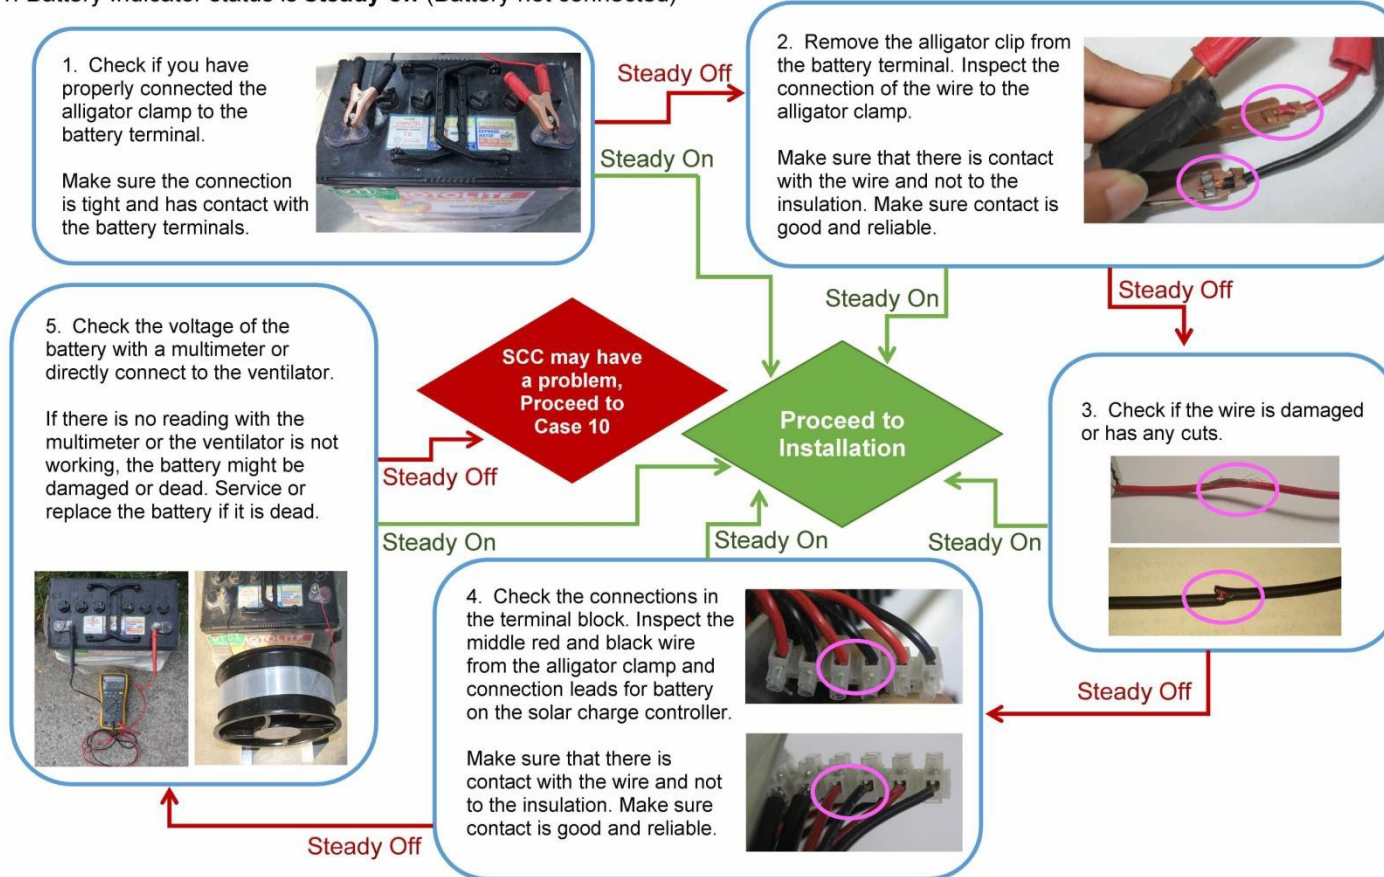 Battery Indicator status is Steady Off (Battery not connected)
1. Check if you have
properly connected the
alligator clamp to the
battery terminal.
Make sure the connection
is tight and has contact with
the battery terminals.
Steady Off
Steady On
2. Remove the alligator clip from
the battery terminal. Inspect the
connection of the wire to the
alligator clamp.
Make sure that there is contact
with the wire and not to the
insulation. Make sure contact is
good and reliable.
Steady On
Steady Off
3. Check if the wire is damaged
or has any cuts.
Steady On
Steady Off
4. Check the connections in
the terminal block. Inspect the
middle red and black wire
from the alligator clamp and
connection leads for battery
on the solar charge controller.
Make sure that there is
contact with the wire and not
to the insulation. Make sure
contact is good and reliable.
Steady On
Steady Off
5. Check the voltage of the
battery with a multimeter or
directly connect to the ventilator.
If there is no reading with the
multimeter or the ventilator is not
working, the battery might be
damaged or dead. Service or
replace the battery if it is dead.
Steady Off
Steady On
SCC may have
a problem,
Proceed to
Case 10
Proceed to
Installation